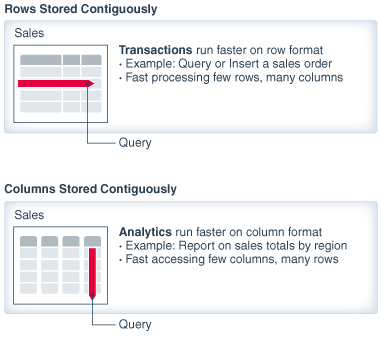 Rows Stored Contiguously
Sales
Transactions run faster on row format
· Example: Query or Insert a sales order
· Fast processing few rows, many columns
Query
Columns Stored Contiguously
Sales
Analytics run faster on column format
· Example: Report on sales totals by region
· Fast accessing few columns, many rows
Query